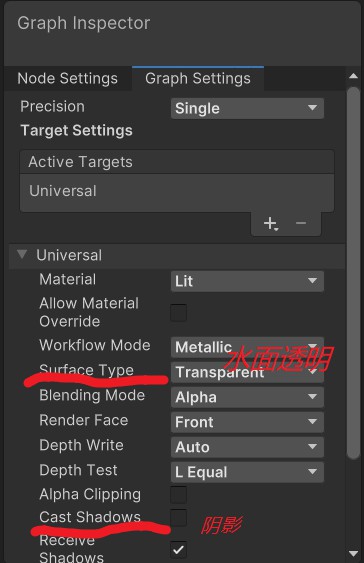 Graph Inspector
Node Settings Graph Settings
Precision Single
Target Settings
Active Targets
Universal
Universal
Material Lit
Allow Material
Override
Workflow Mode Metallic
水面透明
Surface Type Transparent
Blending Mode Alpha
Render Face Front
Depth Write Auto
Depth Test L Equal
Alpha Clipping
Cast Shadows 阴影
Receive
Shadows